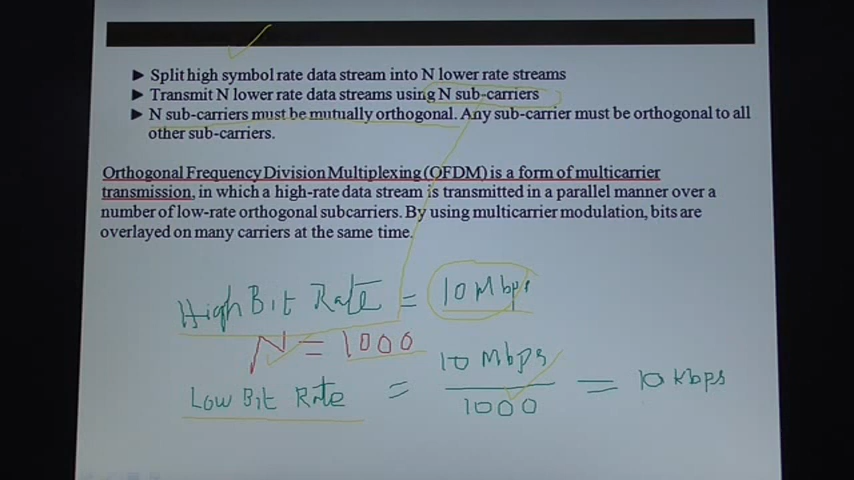 ► Split high symbol rate data stream into N lower rate streams
► Transmit N lower rate data streams using N sub-carriers
► N sub-carriers must be mutually orthogonal. Any sub-carrier must be orthogonal to all
other sub-carriers.
Orthogonal Frequency Division Multiplexing (OFDM) is a form of multicarrier
transmission, in which a high-rate data stream is transmitted in a parallel manner over a
number of low-rate orthogonal subcarriers. By using multicarrier modulation, bits are
overlayed on many carriers at the same time.
High Bit Rate = 10 Mbps
N = 1000
Low Bit Rate = 10 Mbps / 1000 = 10 kbps